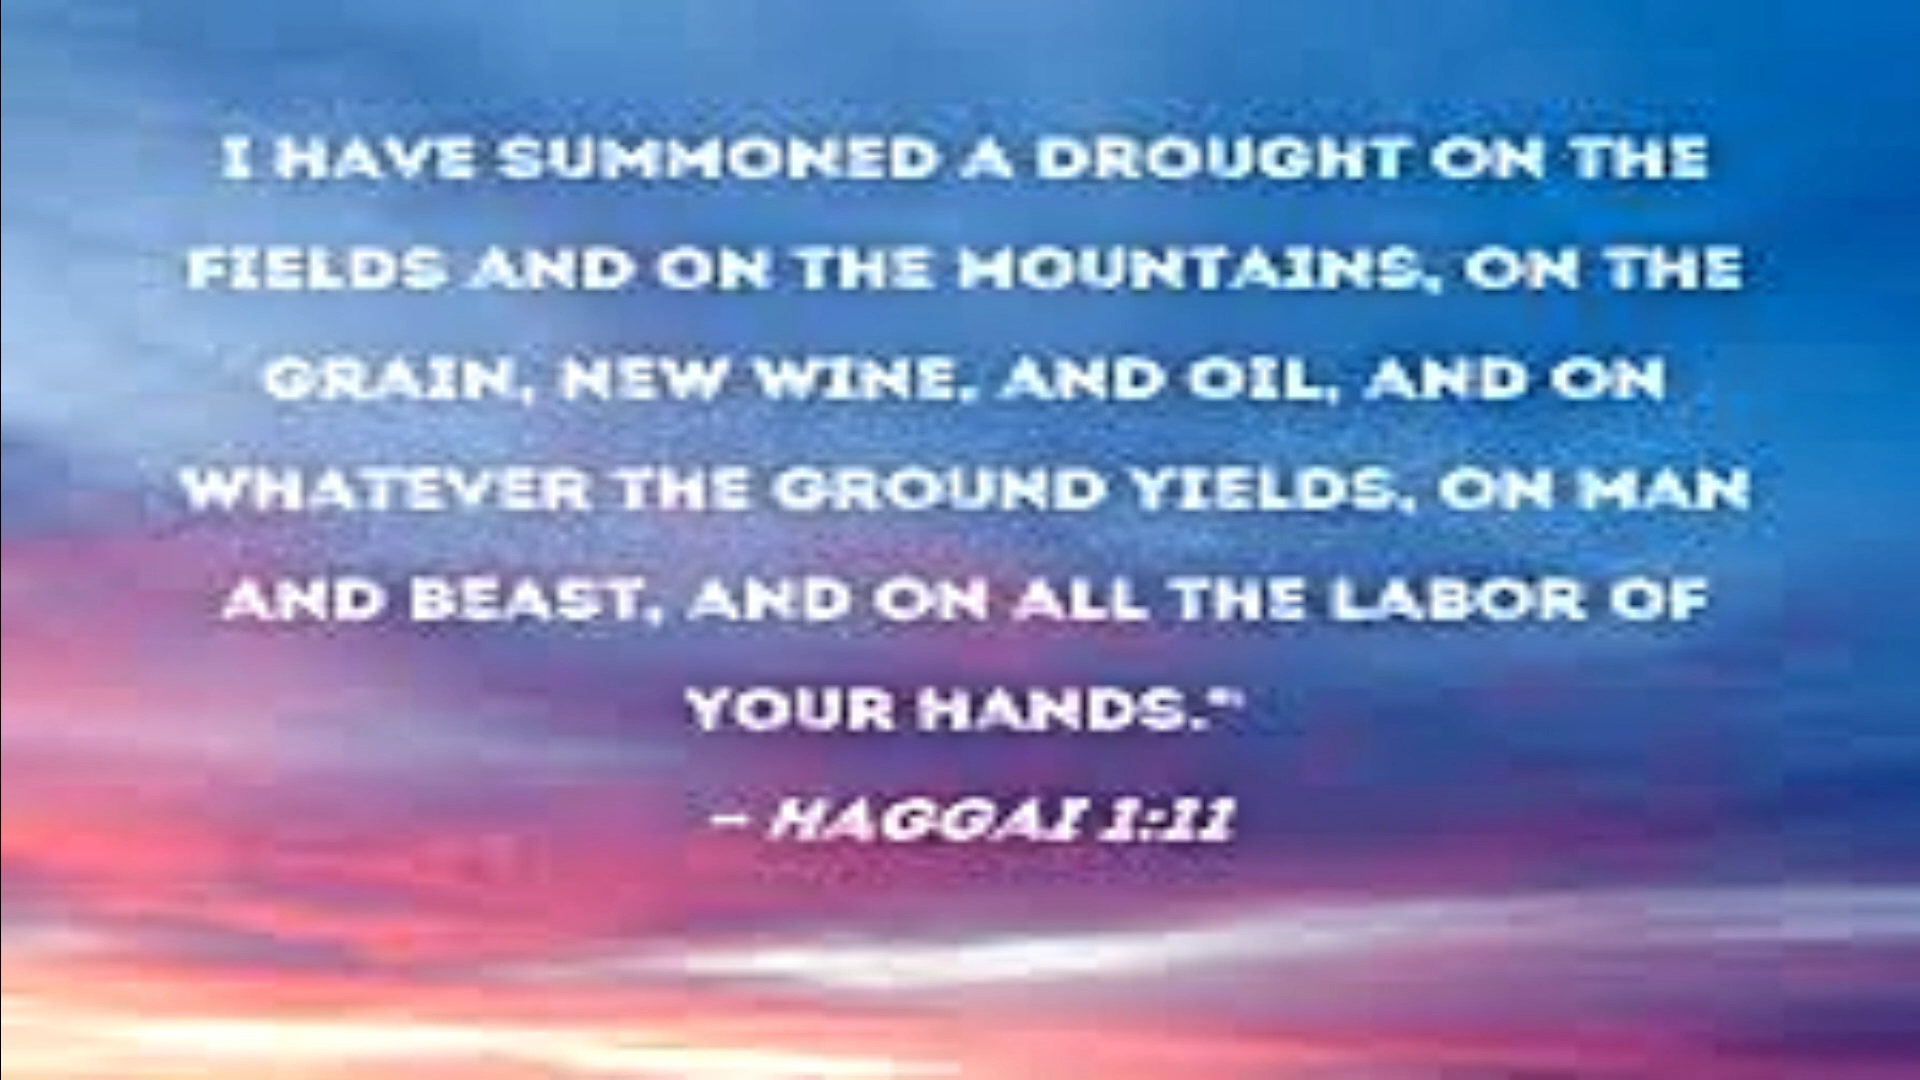 I HAVE SUMMONED A DROUGHT ON THE
FIELDS AND ON THE MOUNTAINS, ON THE
GRAIN, NEW WINE, AND OIL, AND ON
WHATEVER THE GROUND YIELDS, ON MAN
AND BEAST, AND ON ALL THE LABOR OF
YOUR HANDS.”
– HAGGAI 1:11